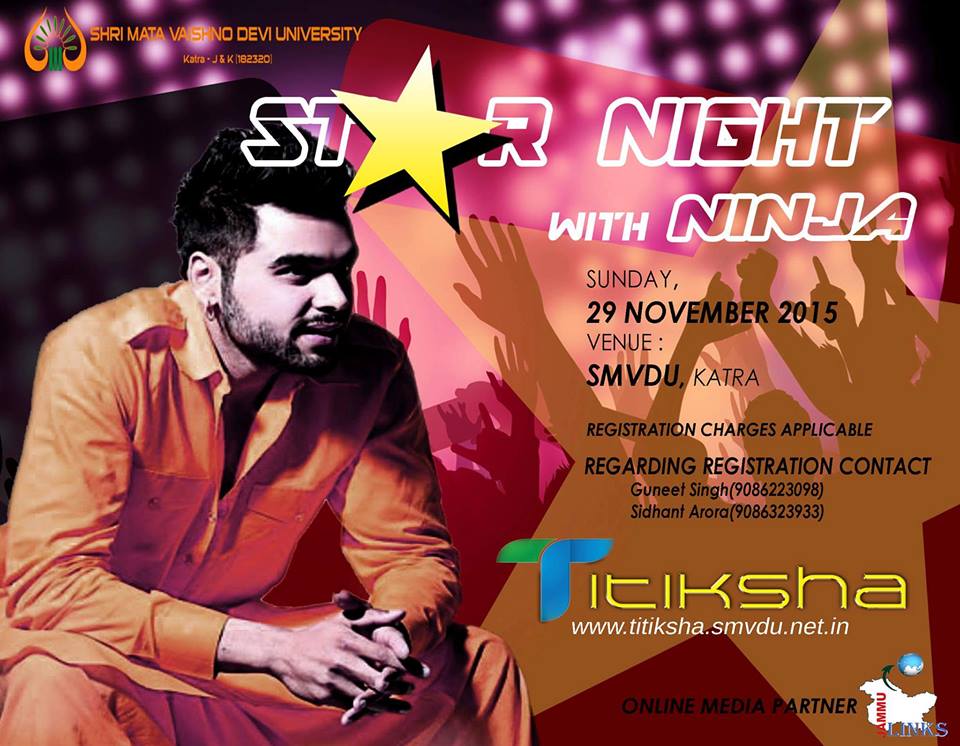 SHRI MATA VAISHNO DEVI UNIVERSITY
Katra - J & K [182320]
STAR NIGHT
WITH NINJA
SUNDAY,
29 NOVEMBER 2015
VENUE :
SMVDU, KATRA
REGISTRATION CHARGES APPLICABLE
REGARDING REGISTRATION CONTACT
Guneet Singh(9086223098)
Sidhant Arora(9086323933)
Titiksha
www.titiksha.smvdu.net.in
ONLINE MEDIA PARTNER
JAMMU
LINKS